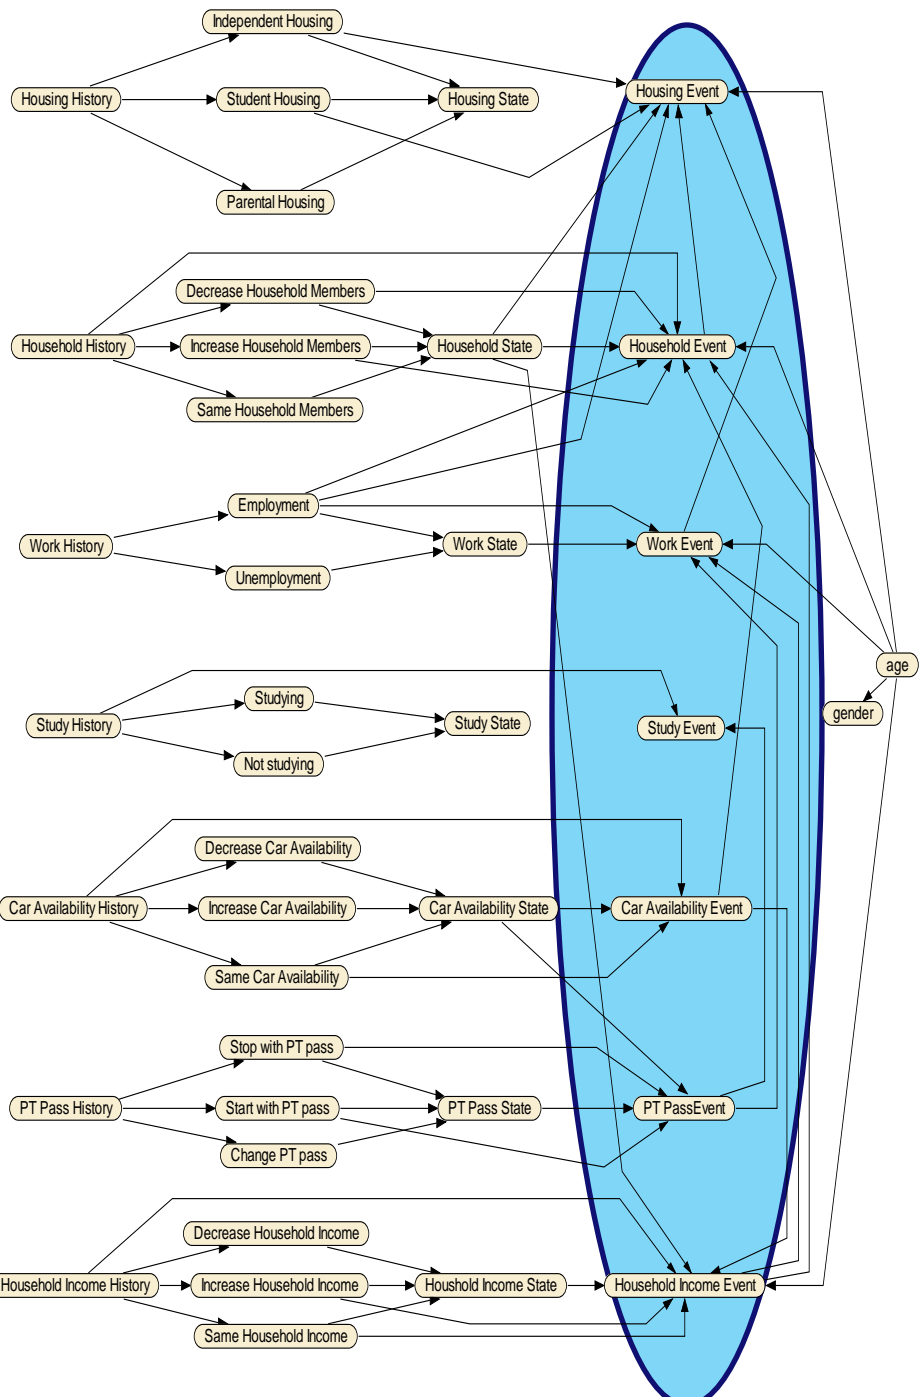 Independent Housing
Housing History
Student Housing
Housing State
Housing Event
Parental Housing
Decrease Household Members
Household History
Increase Household Members
Household State
Household Event
Same Household Members
Employment
Work History
Work State
Work Event
Unemployment
age
Studying
gender
Study History
Study State
Study Event
Not studying
Decrease Car Availability
Car Availability History
Increase Car Availability
Car Availability State
Car Availability Event
Same Car Availability
Stop with PT pass
PT Pass History
Start with PT pass
PT Pass State
PT PassEvent
Change PT pass
Decrease Household Income
Household Income History
Increase Household Income
Houshold Income State
Household Income Event
Same Household Income